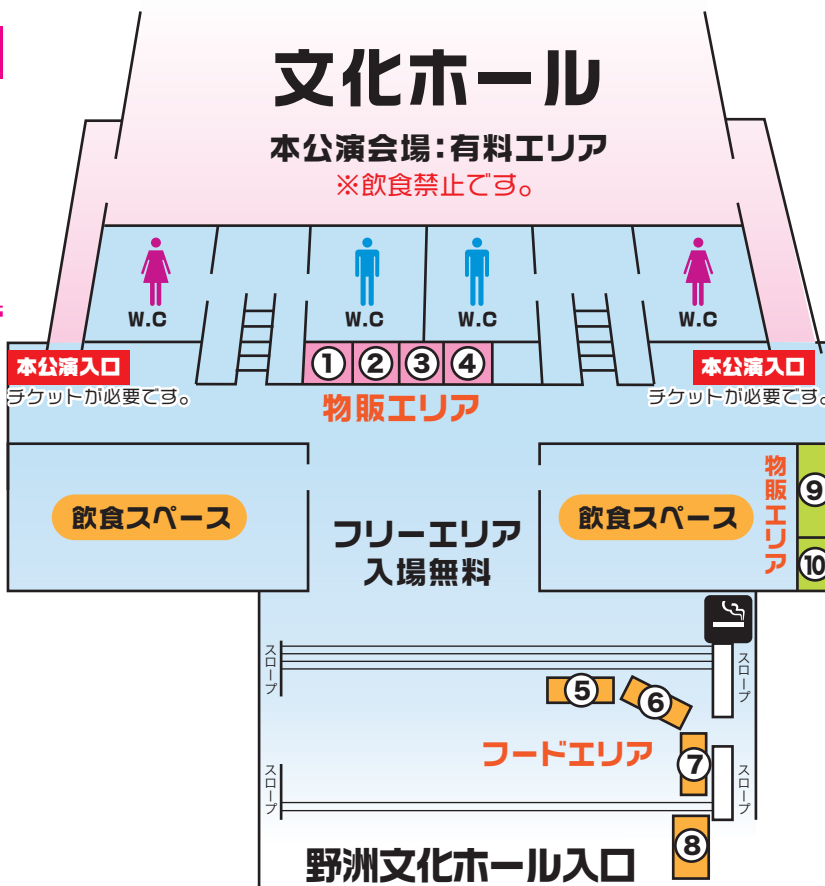 文化ホール
本公演会場:有料エリア
※飲食禁止です。
W.C
W.C
W.C
W.C
本公演入口
チケットが必要です。
① ② ③ ④
物販エリア
本公演入口
チケットが必要です。
飲食スペース
フリーエリア
入場無料
飲食スペース
物販エリア
⑨
⑩
スロープ
スロープ
⑤
⑥
フードエリア
⑦
スロープ
スロープ
⑧
野洲文化ホール入口